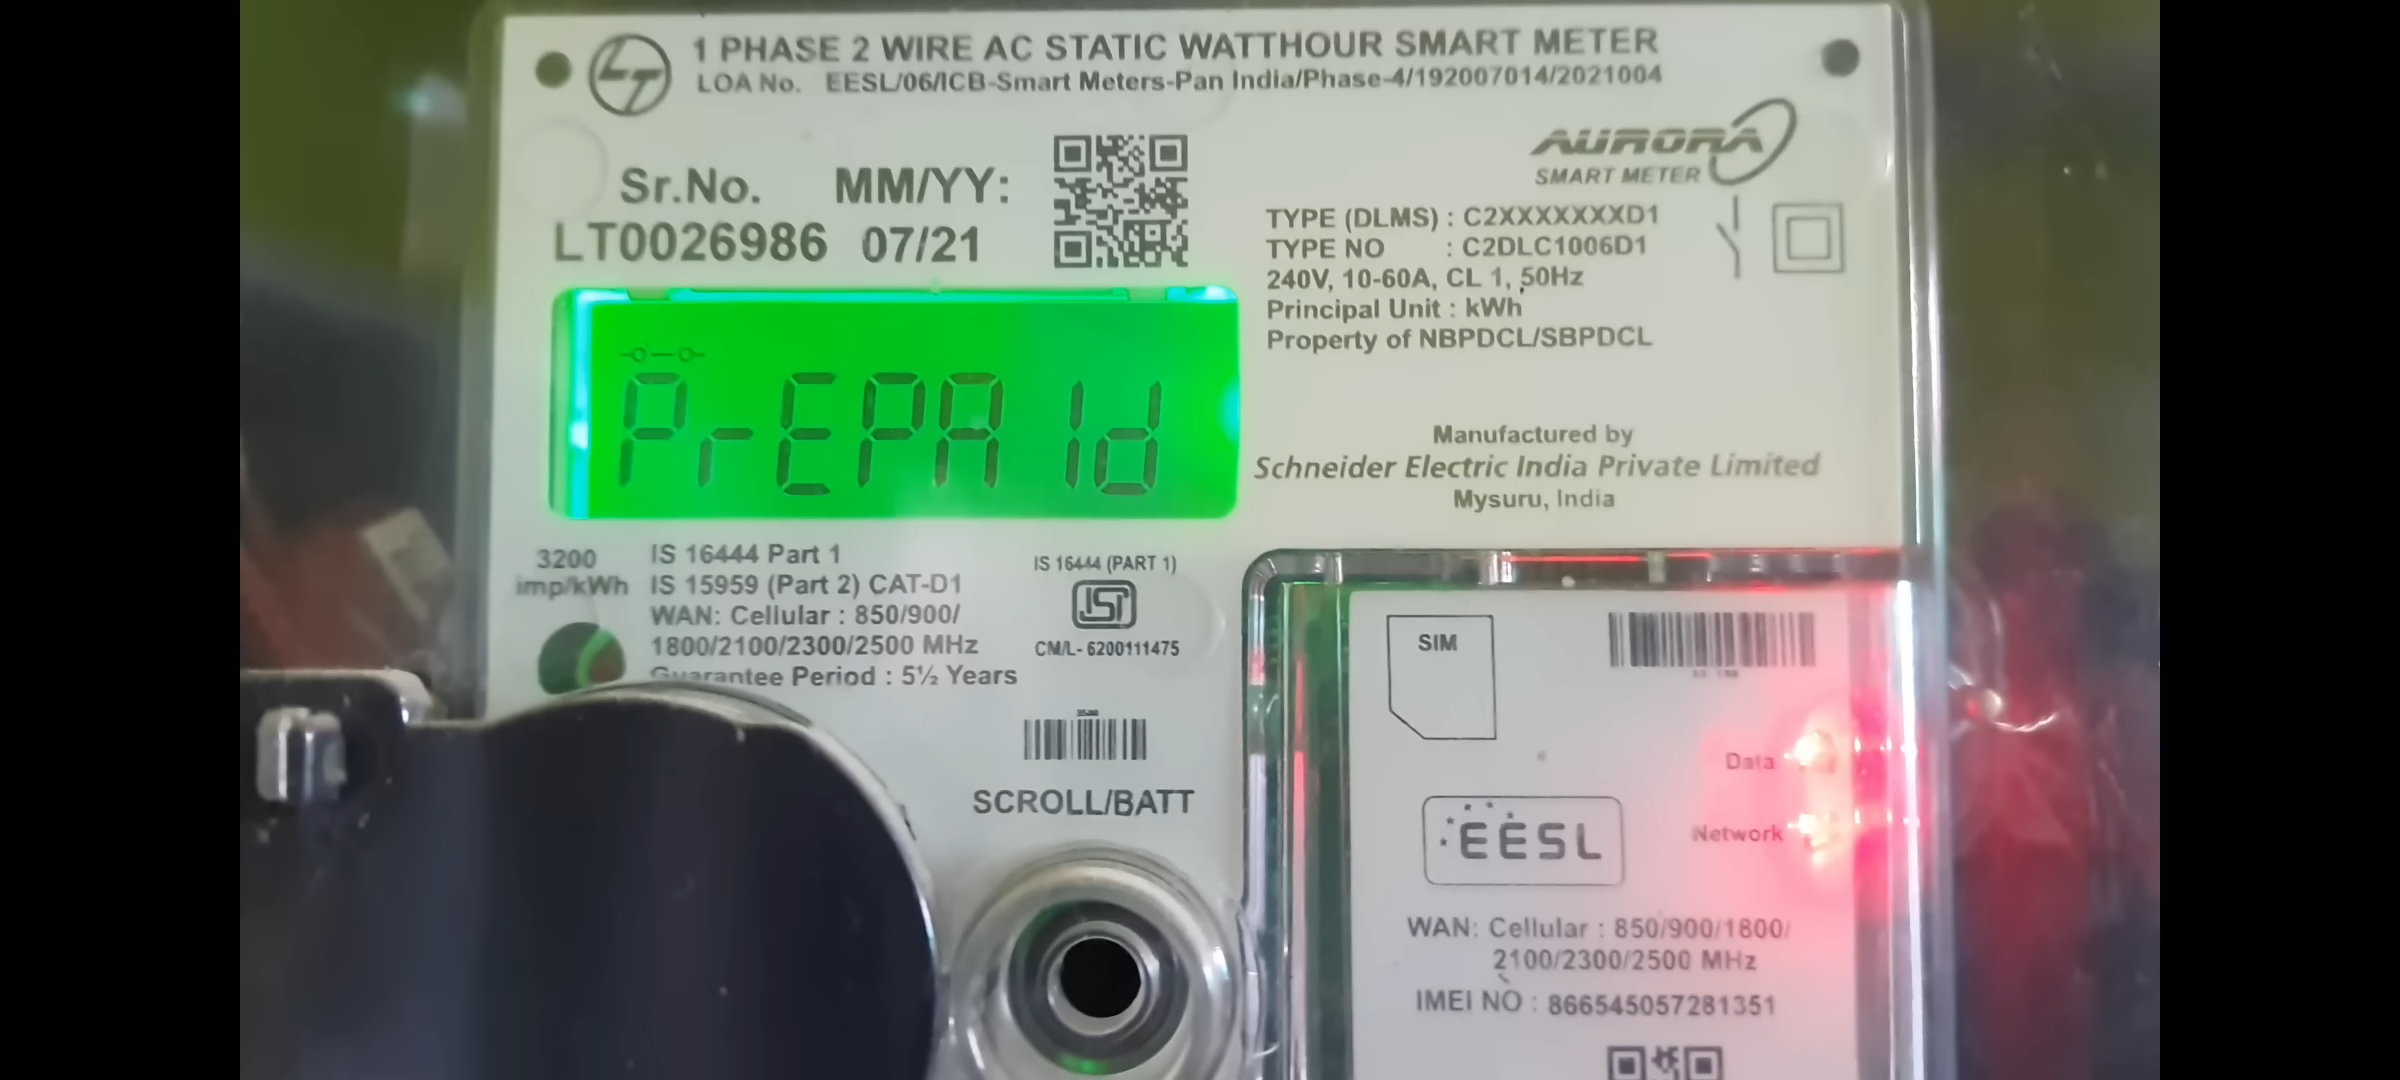 LT
1 PHASE 2 WIRE AC STATIC WATTHOUR SMART METER
LOA No. EESL/06/ICB-Smart Meters-Pan India/Phase-4/192007014/2021004
AURORA
SMART METER
Sr.No. MM/YY:
LT0026986 07/21
TYPE (DLMS) : C2XXXXXXXD1
TYPE NO : C2DLC1006D1
240V, 10-60A, CL 1, 50Hz
Principal Unit : kWh
Property of NBPDCL/SBPDCL
PrEPAId
Manufactured by
Schneider Electric India Private Limited
Mysuru, India
3200
imp/kWh
IS 16444 Part 1
IS 15959 (Part 2) CAT-D1
WAN: Cellular : 850/900/
1800/2100/2300/2500 MHz
Guarantee Period : 5½ Years
IS 16444 (PART 1)
ISI
CM/L- 6200111475
SCROLL/BATT
SIM
Data
EESL
Network
WAN: Cellular : 850/900/1800/
2100/2300/2500 MHz
IMEI NO : 866545057281351